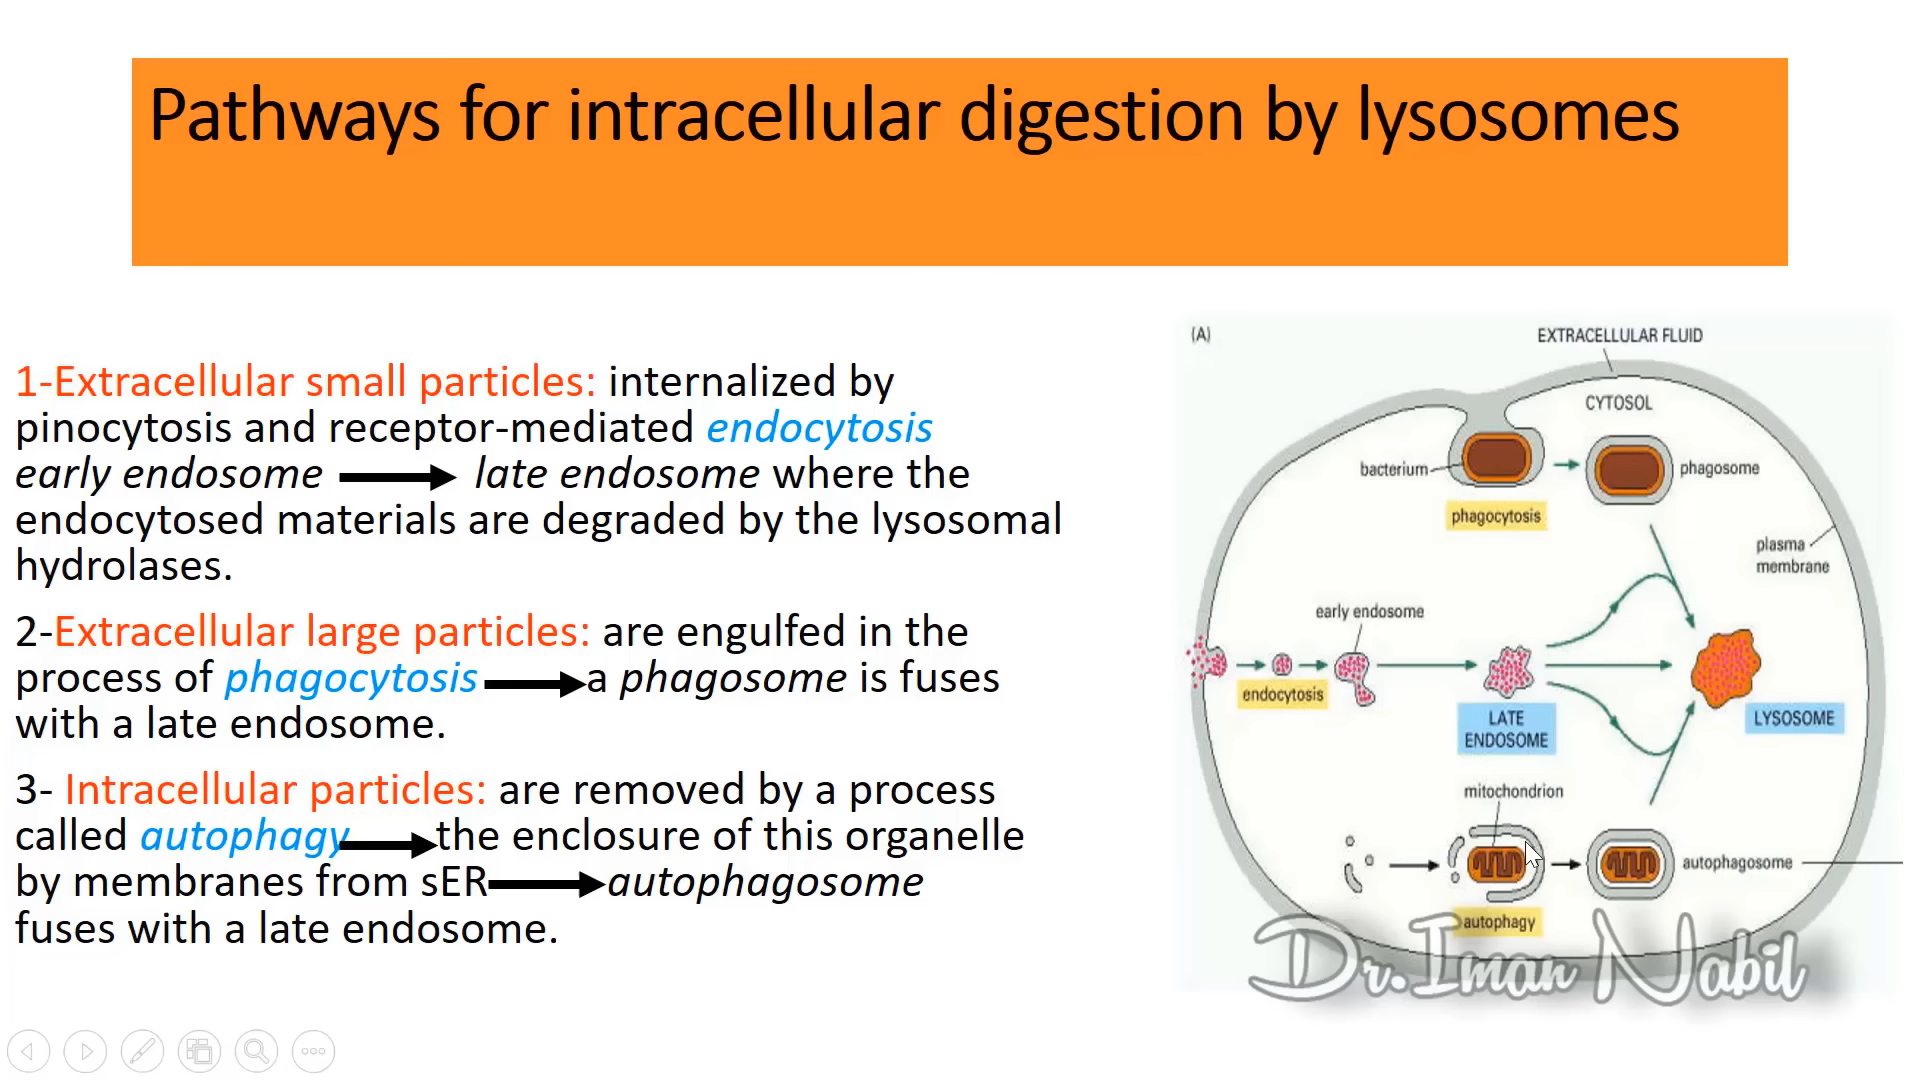 Pathways for intracellular digestion by lysosomes
1-Extracellular small particles: internalized by
pinocytosis and receptor-mediated endocytosis
early endosome late endosome where the
endocytosed materials are degraded by the lysosomal
hydrolases.
2-Extracellular large particles: are engulfed in the
process of phagocytosis a phagosome is fuses
with a late endosome.
3- Intracellular particles: are removed by a process
called autophagy the enclosure of this organelle
by membranes from sER autophagosome
fuses with a late endosome.
(A)
EXTRACELLULAR FLUID
CYTOSOL
bacterium
phagosome
phagocytosis
plasma
membrane
early endosome
endocytosis
LATE
ENDOSOME
LYSOSOME
mitochondrion
autophagosome
autophagy
Dr.Iman Nabil